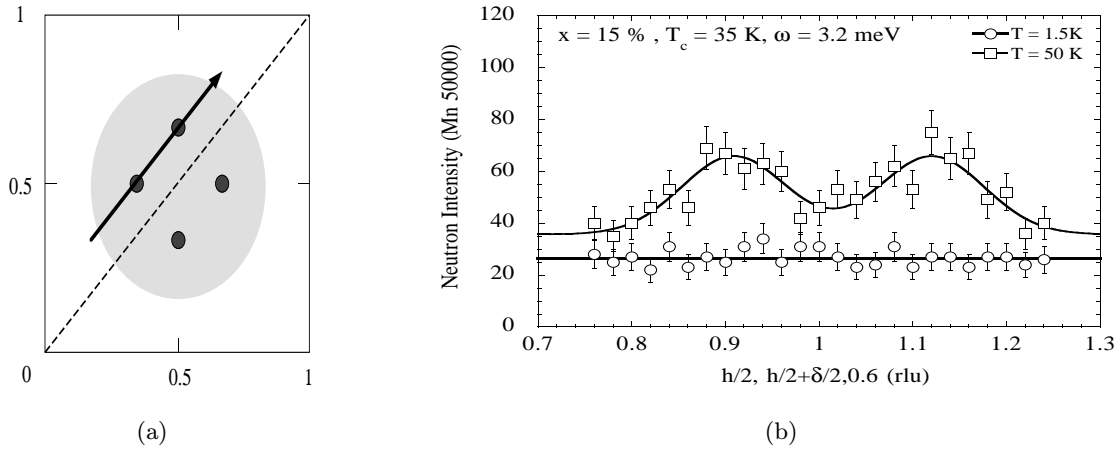 1
0.5
0
0.5
1
(a)
120
100
80
60
40
20
0
Neutron Intensity (Mn 50000)
x = 15 % , T_c = 35 K, ω = 3.2 meV
T = 1.5K
T = 50 K
0.7
0.8
0.9
1
1.1
1.2
1.3
h/2, h/2+δ/2,0.6 (rlu)
(b)